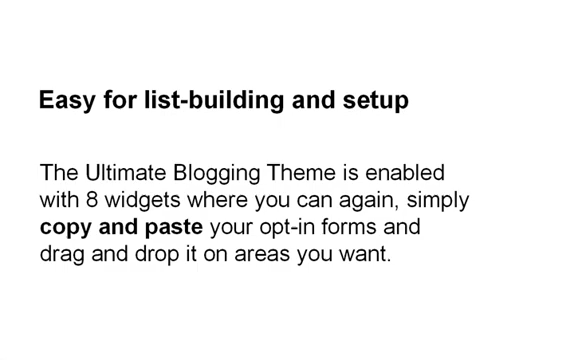 Easy for list-building and setup
The Ultimate Blogging Theme is enabled
with 8 widgets where you can again, simply
copy and paste your opt-in forms and
drag and drop it on areas you want.